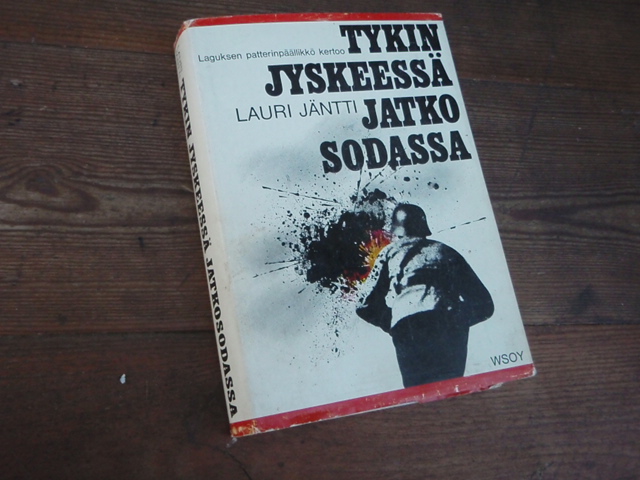 Laguksen patterinpäällikkö kertoo
TYKIN
JYSKEESSÄ
LAURI JÄNTTI
JATKO
SODASSA
WSOY
TYKIN JYSKEESSÄ JATKOSODASSA